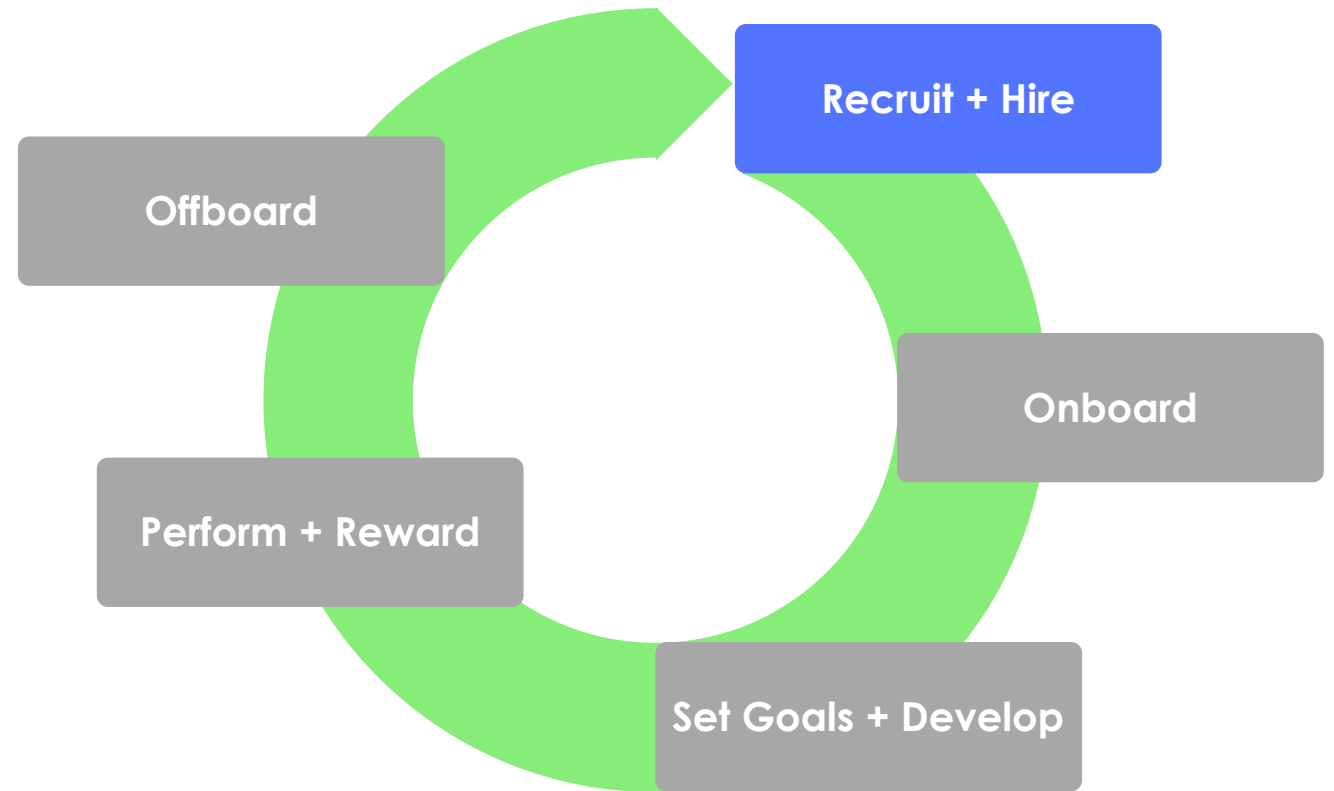 Recruit + Hire
Offboard
Onboard
Perform + Reward
Set Goals + Develop